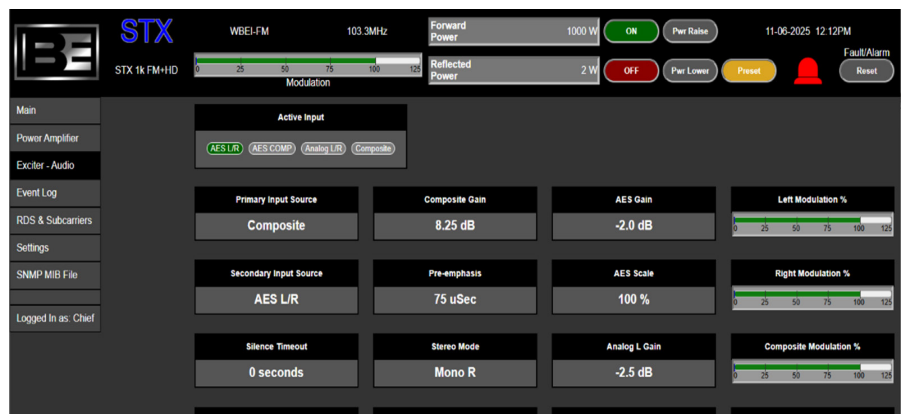 BE
STX
STX 1k FM+HD
WBEI-FM 103.3MHz
0 25 50 75 100 125
Modulation
Forward Power 1000 W
Reflected Power 2 W
ON Pwr Raise
OFF Pwr Lower Preset
11-06-2025 12:12PM
Fault/Alarm
Reset
Main
Power Amplifier
Exciter - Audio
Event Log
RDS & Subcarriers
Settings
SNMP MIB File
Logged In as: Chief
Active Input
AES L/R AES COMP Analog L/R Composite
Primary Input Source
Composite
Composite Gain
8.25 dB
AES Gain
-2.0 dB
Left Modulation %
0 25 50 75 100 125
Secondary Input Source
AES L/R
Pre-emphasis
75 uSec
AES Scale
100 %
Right Modulation %
0 25 50 75 100 125
Silence Timeout
0 seconds
Stereo Mode
Mono R
Analog L Gain
-2.5 dB
Composite Modulation %
0 25 50 75 100 125